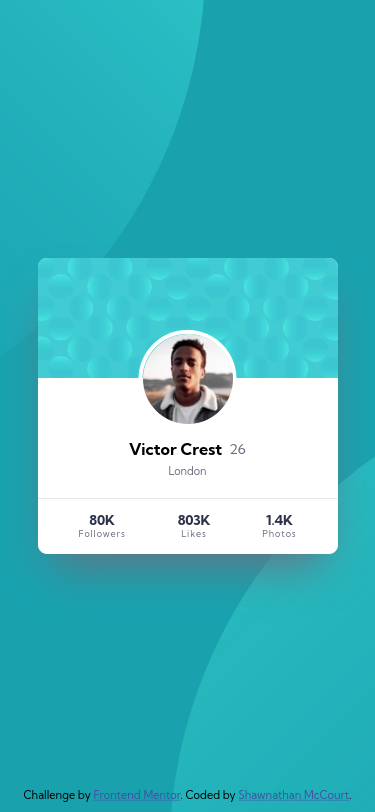 Victor Crest 26
London
80K 803K 1.4K
Followers Likes Photos
Challenge by Frontend Mentor. Coded by Shawnathan McCourt.